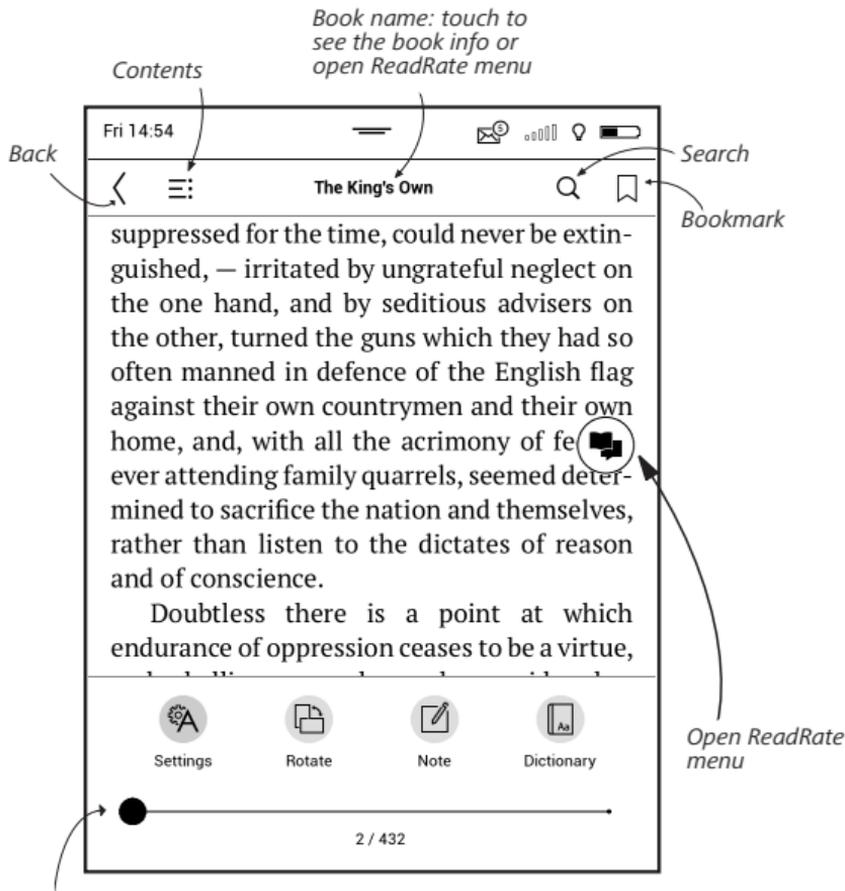 Book name: touch to
see the book info or
open ReadRate menu
Contents
Back
Fri 14:54
5
Search
The King's Own
Bookmark
suppressed for the time, could never be extin-
guished, — irritated by ungrateful neglect on
the one hand, and by seditious advisers on
the other, turned the guns which they had so
often manned in defence of the English flag
against their own countrymen and their own
home, and, with all the acrimony of fe
ever attending family quarrels, seemed deter-
mined to sacrifice the nation and themselves,
rather than listen to the dictates of reason
and of conscience.
Doubtless there is a point at which
endurance of oppression ceases to be a virtue,
A
Aa
Settings
Rotate
Note
Dictionary
Open ReadRate
menu
2 / 432